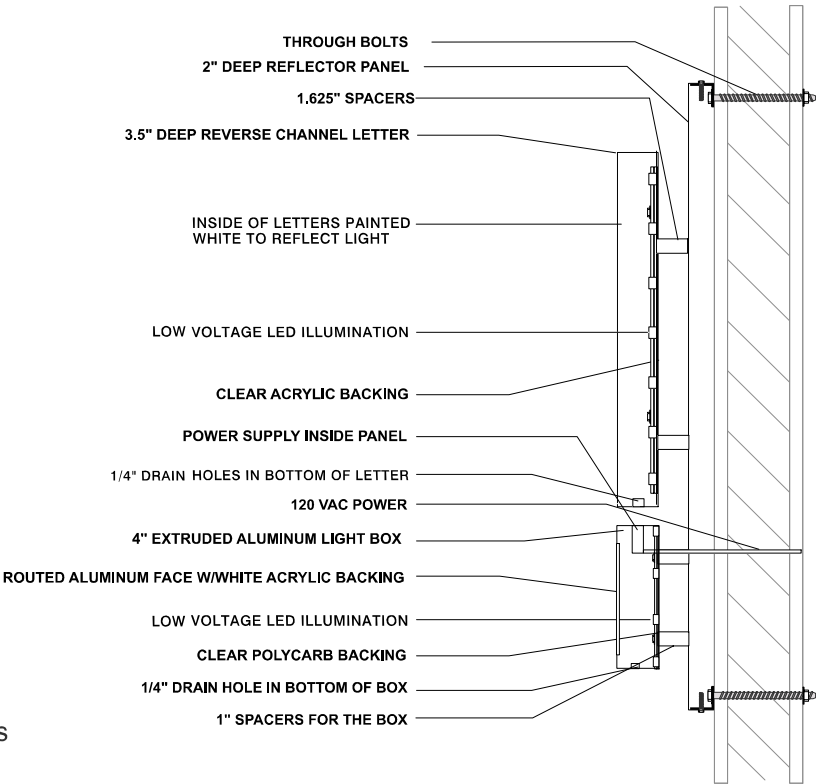 THROUGH BOLTS
2" DEEP REFLECTOR PANEL
1.625" SPACERS
3.5" DEEP REVERSE CHANNEL LETTER
INSIDE OF LETTERS PAINTED
WHITE TO REFLECT LIGHT
LOW VOLTAGE LED ILLUMINATION
CLEAR ACRYLIC BACKING
POWER SUPPLY INSIDE PANEL
1/4" DRAIN HOLES IN BOTTOM OF LETTER
120 VAC POWER
4" EXTRUDED ALUMINUM LIGHT BOX
ROUTED ALUMINUM FACE W/WHITE ACRYLIC BACKING
LOW VOLTAGE LED ILLUMINATION
CLEAR POLYCARB BACKING
1/4" DRAIN HOLE IN BOTTOM OF BOX
1" SPACERS FOR THE BOX
S